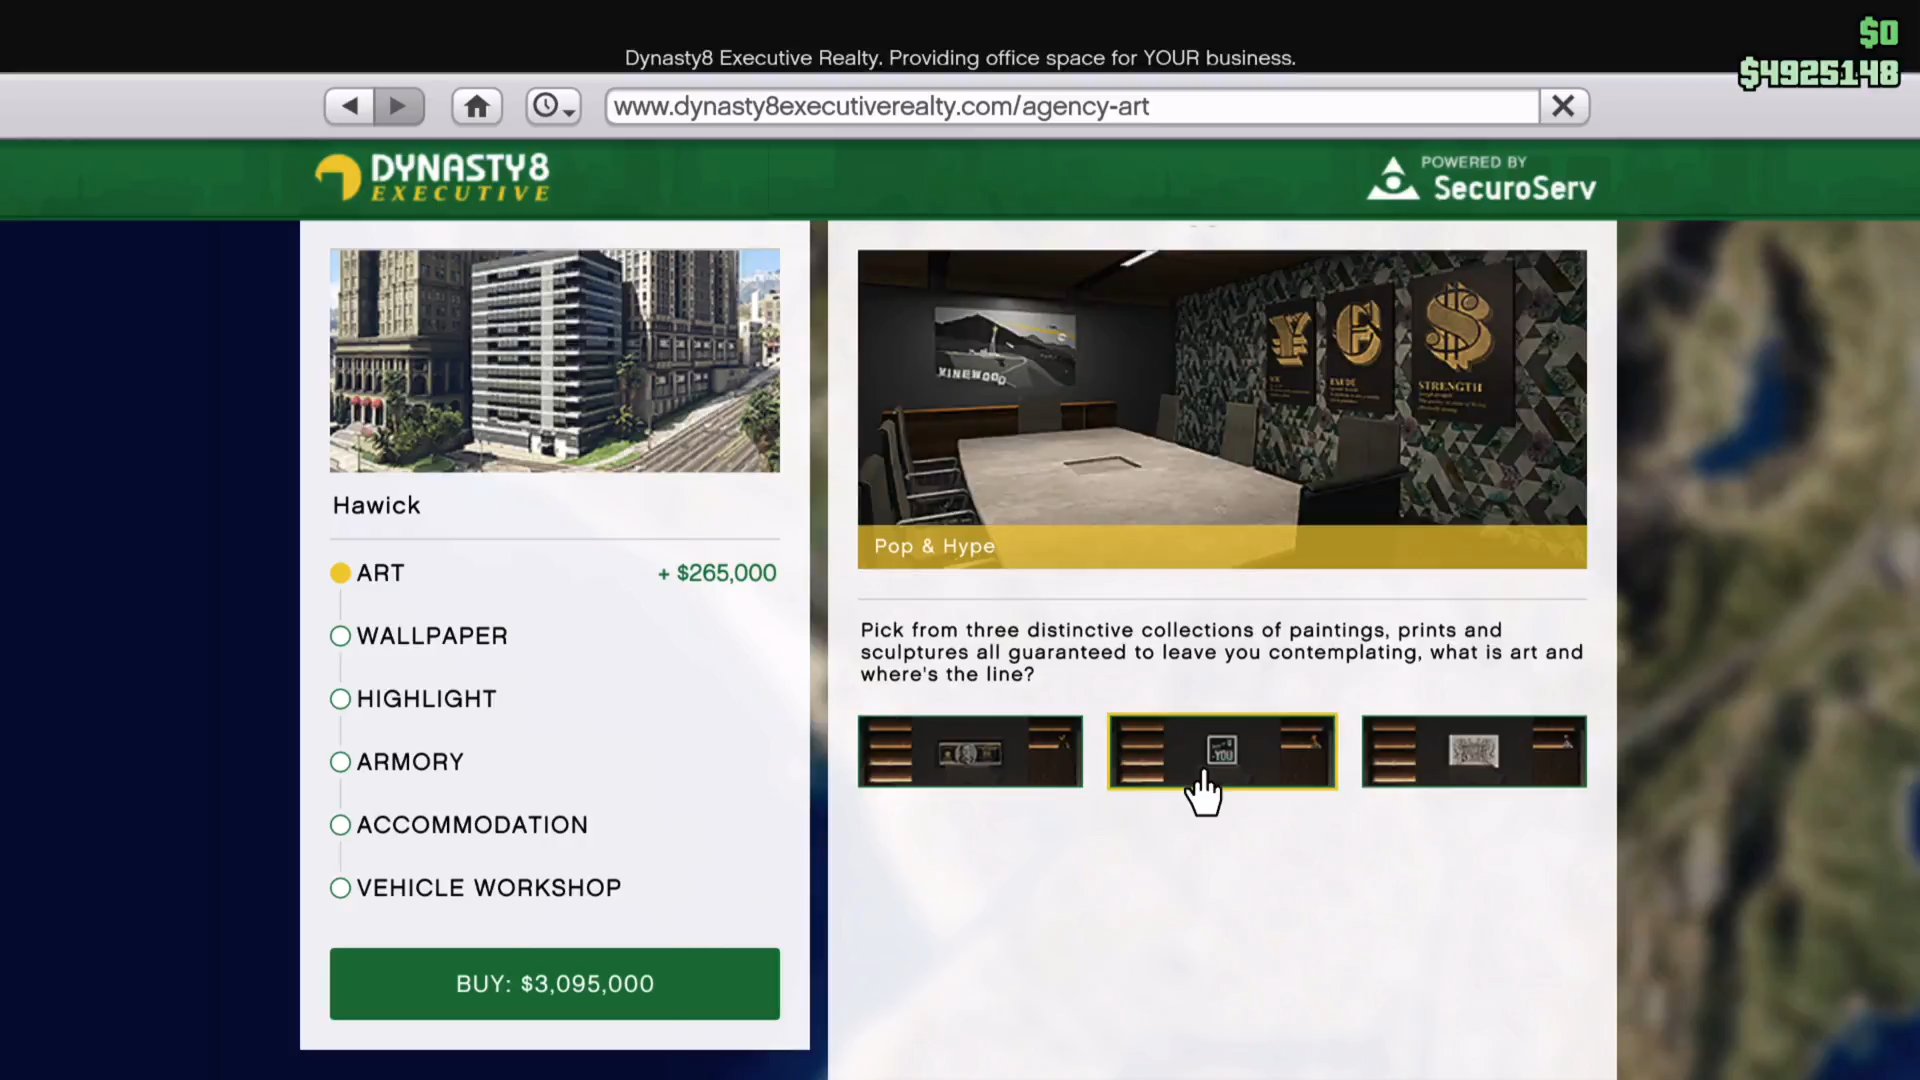 $0
$4925148
Dynasty8 Executive Realty. Providing office space for YOUR business.
www.dynasty8executiverealty.com/agency-art
DYNASTY8
EXECUTIVE
POWERED BY
SecuroServ
VINEWOOD
STRENGTH
Pop & Hype
Hawick
ART + $265,000
WALLPAPER
HIGHLIGHT
ARMORY
ACCOMMODATION
VEHICLE WORKSHOP
BUY: $3,095,000
Pick from three distinctive collections of paintings, prints and
sculptures all guaranteed to leave you contemplating, what is art and
where's the line?
YOU